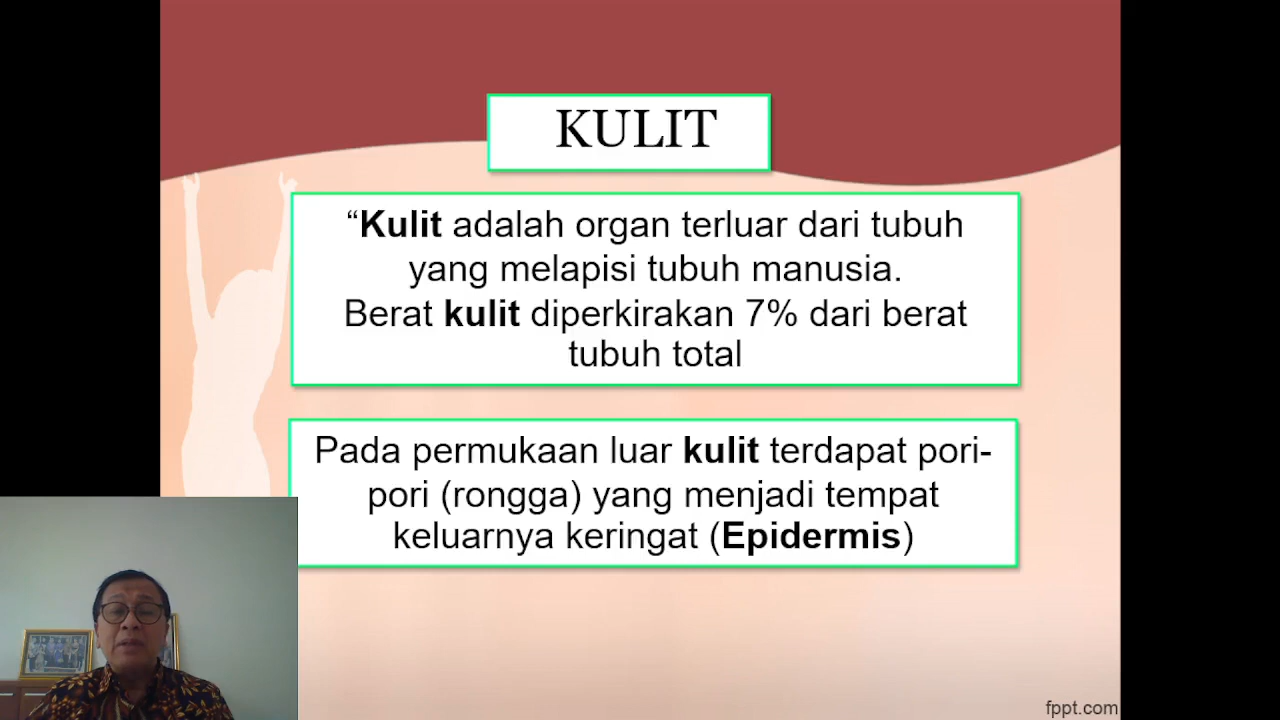 KULIT
“Kulit adalah organ terluar dari tubuh
yang melapisi tubuh manusia.
Berat kulit diperkirakan 7% dari berat
tubuh total
Pada permukaan luar kulit terdapat pori-
pori (rongga) yang menjadi tempat
keluarnya keringat (Epidermis)
fppt.com